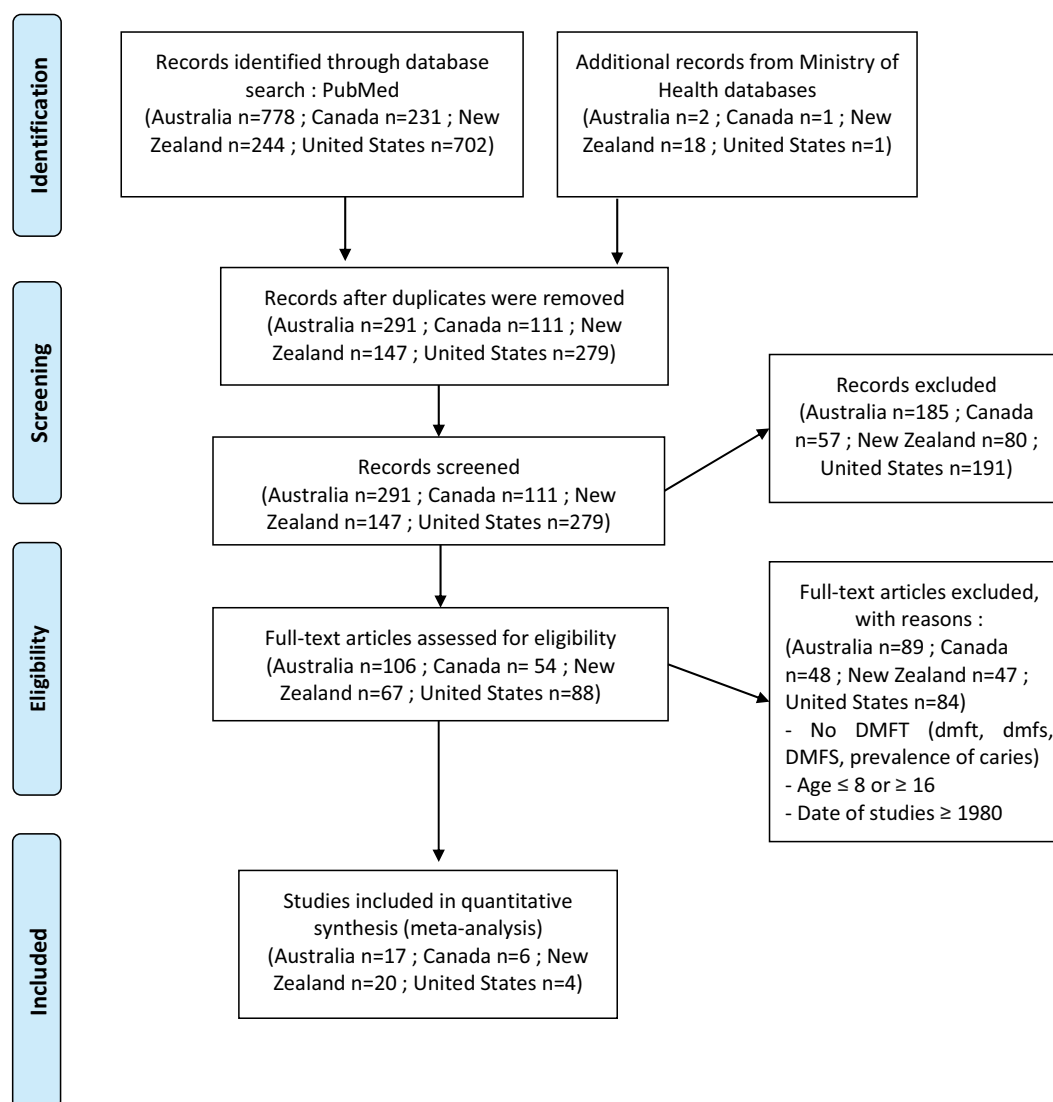 Identification
Records identified through database
search : PubMed
(Australia n=778 ; Canada n=231 ; New
Zealand n=244 ; United States n=702)
Additional records from Ministry of
Health databases
(Australia n=2 ; Canada n=1 ; New
Zealand n=18 ; United States n=1)
Screening
Records after duplicates were removed
(Australia n=291 ; Canada n=111 ; New
Zealand n=147 ; United States n=279)
Records screened
(Australia n=291 ; Canada n=111 ; New
Zealand n=147 ; United States n=279)
Records excluded
(Australia n=185 ; Canada
n=57 ; New Zealand n=80 ;
United States n=191)
Eligibility
Full-text articles assessed for eligibility
(Australia n=106 ; Canada n= 54 ; New
Zealand n=67 ; United States n=88)
Full-text articles excluded,
with reasons :
(Australia n=89 ; Canada
n=48 ; New Zealand n=47 ;
United States n=84)
- No DMFT (dmft, dmfs,
DMFS, prevalence of caries)
- Age ≤ 8 or ≥ 16
- Date of studies ≥ 1980
Included
Studies included in quantitative
synthesis (meta-analysis)
(Australia n=17 ; Canada n=6 ; New
Zealand n=20 ; United States n=4)